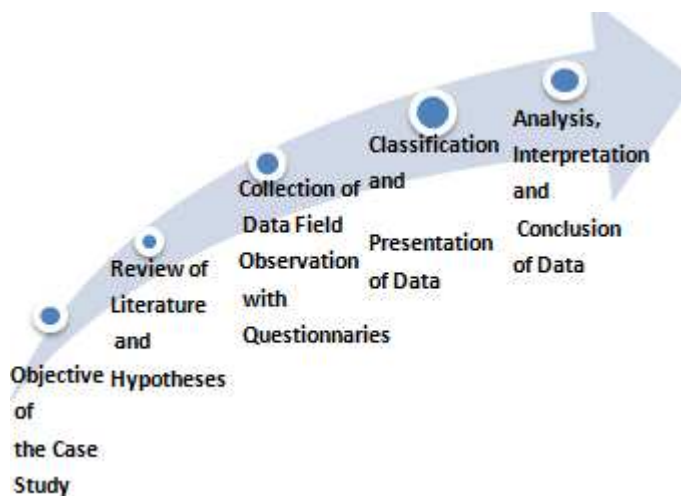 Objective
of
the Case
Study
Review of
Literature
and
Hypotheses
Collection of
Data Field
Observation
with
Questionnaries
Classification
and
Presentation
of Data
Analysis,
Interpretation
and
Conclusion
of Data